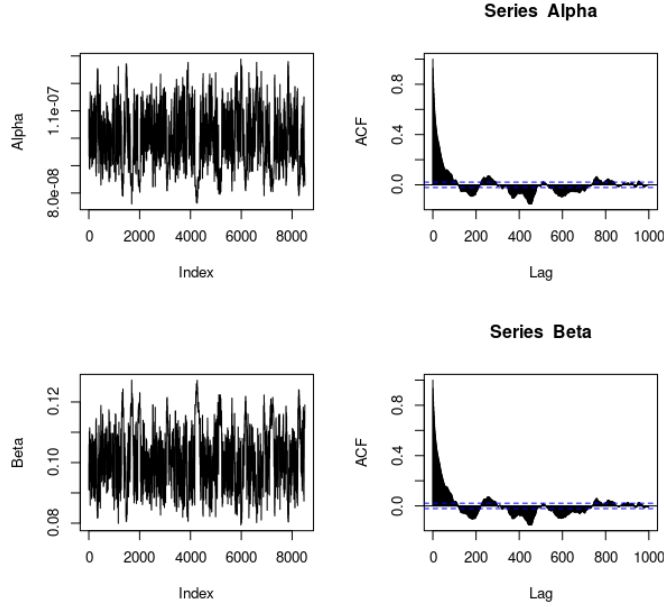 Series Alpha
Alpha
1.1e-07
8.0e-08
0 2000 4000 6000 8000
Index
ACF
0.8
0.4
0.0
0 200 400 600 800 1000
Lag
Series Beta
Beta
0.12
0.10
0.08
0 2000 4000 6000 8000
Index
ACF
0.8
0.4
0.0
0 200 400 600 800 1000
Lag